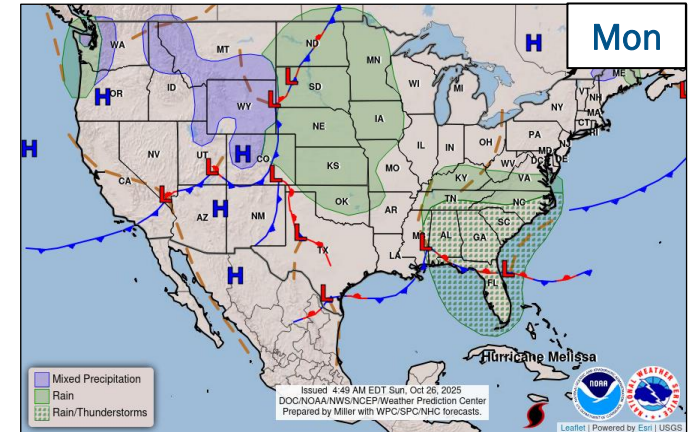 Mon
H
ME
WA
MT
ND
MN
VT
NH
OR
H
ID
L
SD
WI
MI
NY
MA
L
WY
CT
RI
H
NV
UT
H
CO
NE
IA
IL
IN
OH
PA
NJ
MD
DC
DE
WV
CA
L
L
L
KS
MO
KY
VA
AZ
H
NM
OK
AR
TN
NC
L
TX
L
AL
GA
SC
LA
H
L
L
FL
Hurricane Melissa
Mixed Precipitation
Rain
Rain/Thunderstorms
Issued 4:49 AM EDT Sun, Oct 26, 2025
DOC/NOAA/NWS/NCEP/Weather Prediction Center
Prepared by Miller with WPC/SPC/NHC forecasts.
NOAA
NATIONAL WEATHER SERVICE
Leaflet | Powered by Esri | USGS